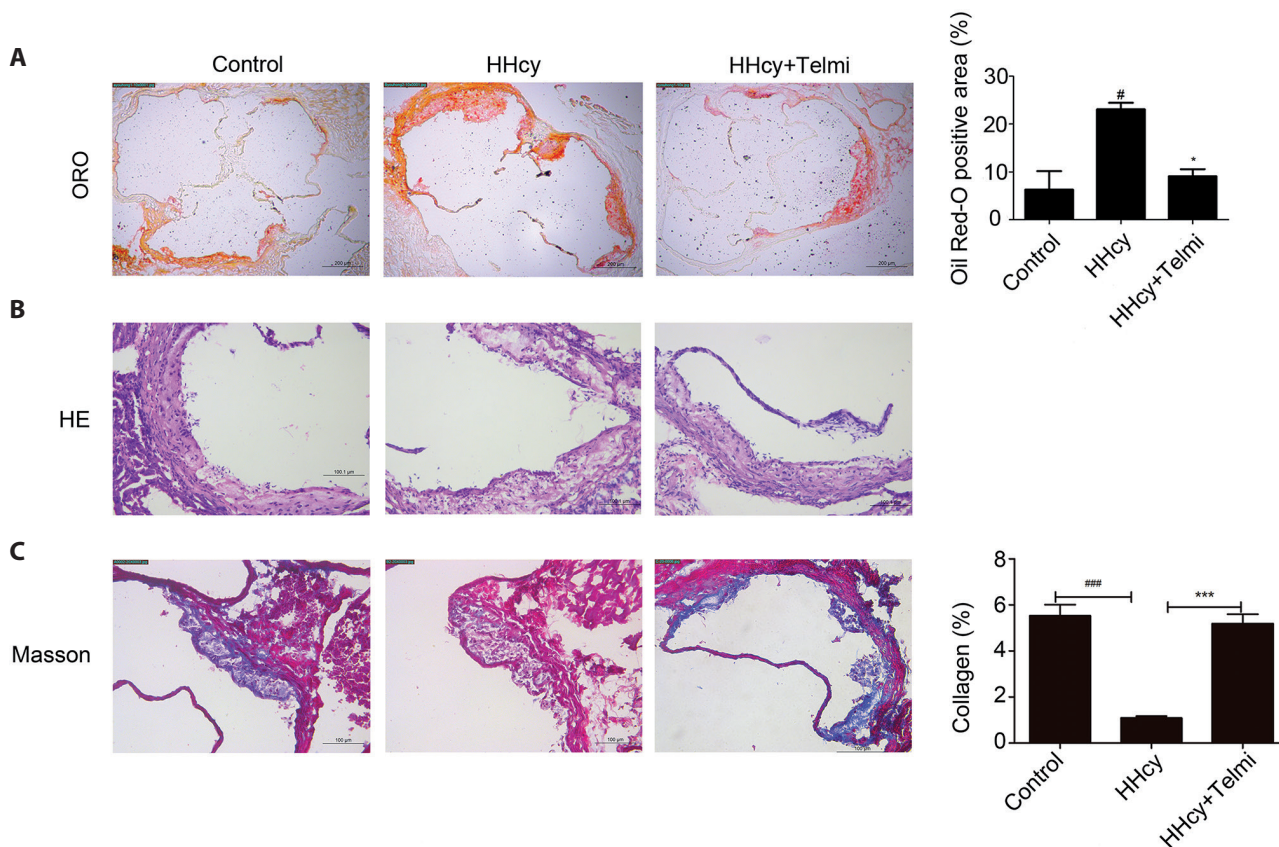 A
Control
HHcy
HHcy+Telmi
ORO
200 µm
200 µm
200 µm
Oil Red-O positive area (%)
30
20
10
0
#
*
Control
HHcy
HHcy+Telmi
B
HE
100.1 µm
C
Masson
100 µm
100 µm
100 µm
Collagen (%)
8
6
4
2
0
###
***
Control
HHcy
HHcy+Telmi